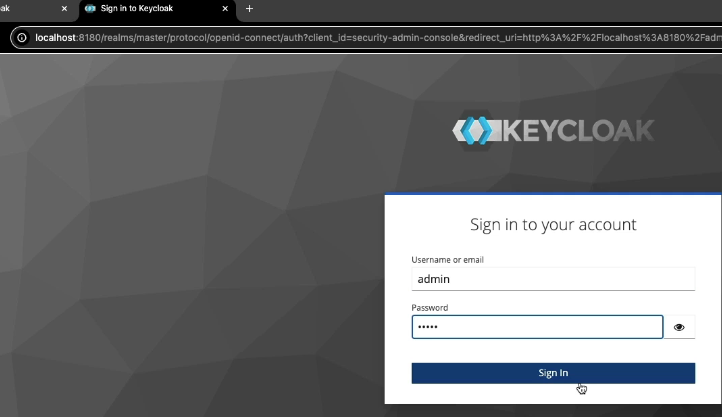 ak
Sign in to Keycloak
localhost:8180/realms/master/protocol/openid-connect/auth?client_id=security-admin-console&redirect_uri=http%3A%2F%2Flocalhost%3A8180%2Fadm
KEYCLOAK
Sign in to your account
Username or email
admin
Password
•••••
Sign In